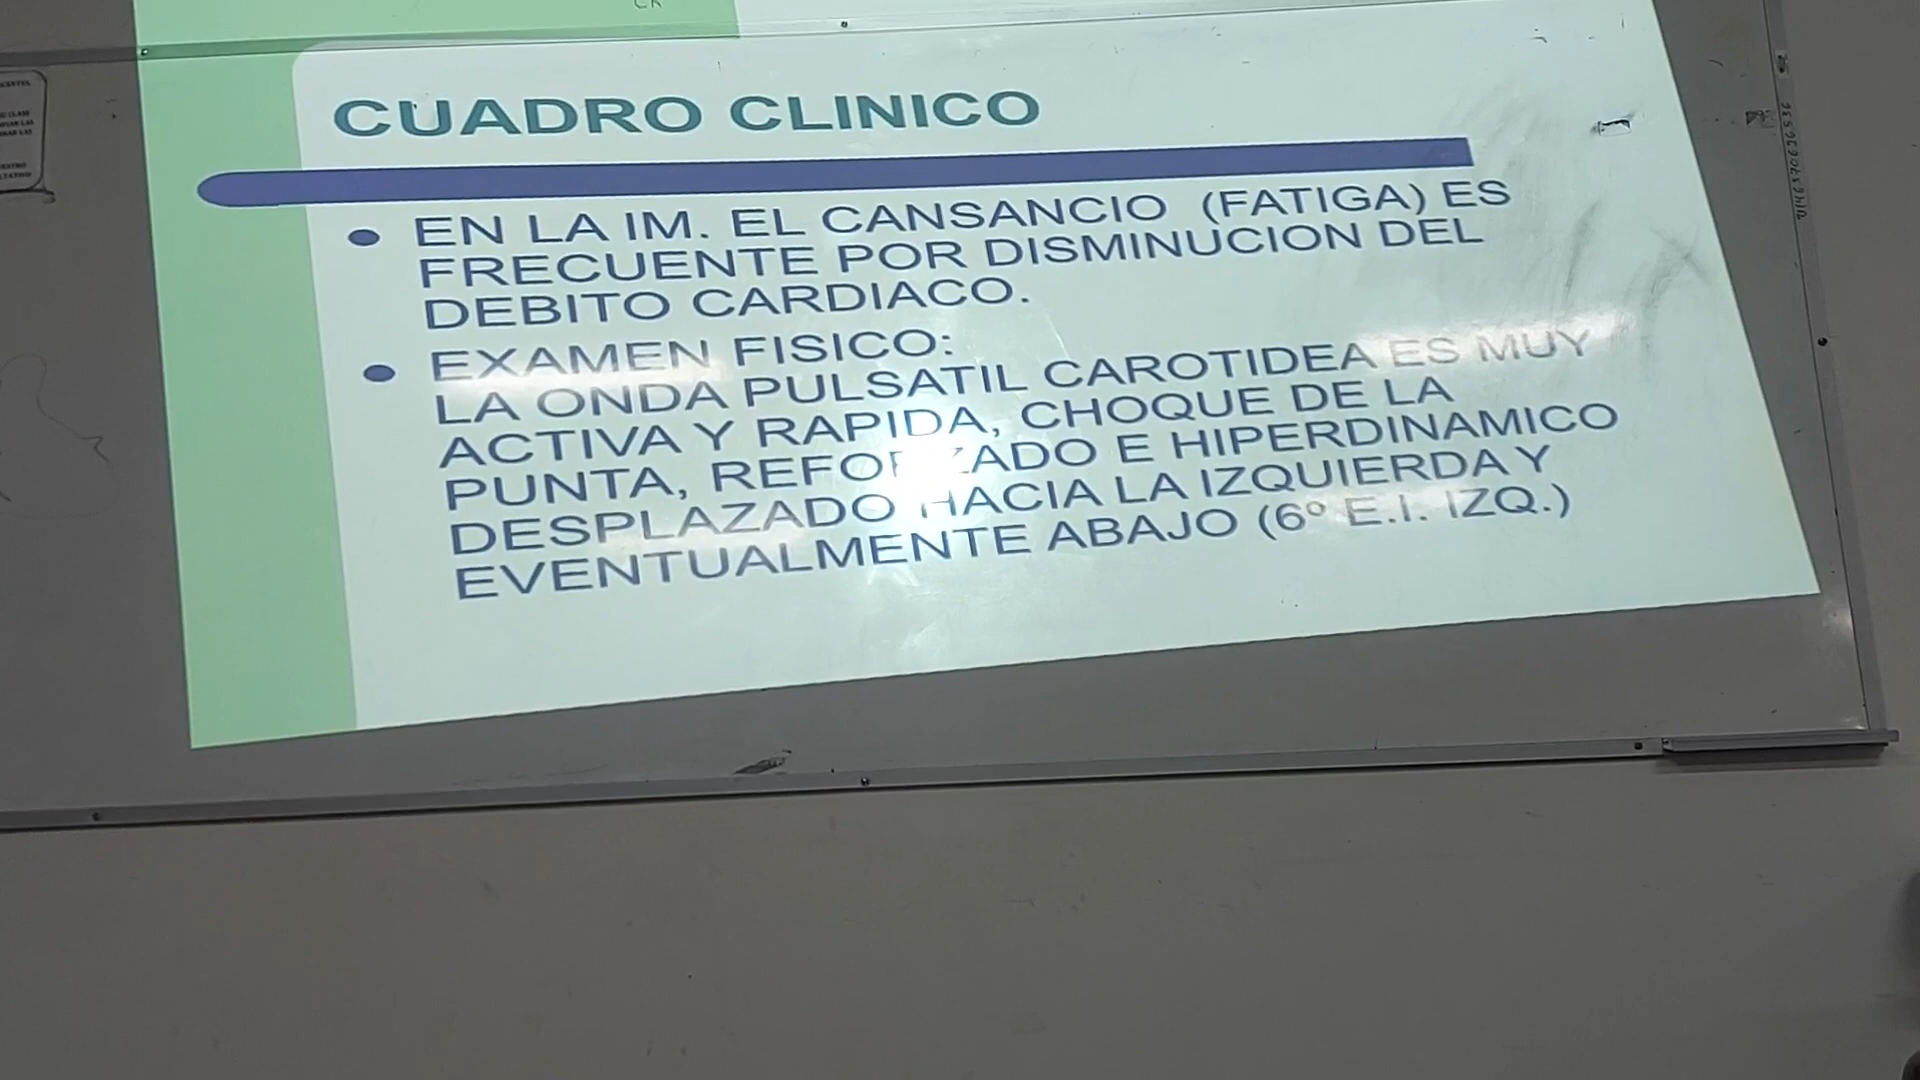 CUADRO CLINICO
EN LA IM. EL CANSANCIO (FATIGA) ES
FRECUENTE POR DISMINUCION DEL
DEBITO CARDIACO.
EXAMEN FISICO:
LA ONDA PULSATIL CAROTIDEA ES MUY
ACTIVA Y RAPIDA, CHOQUE DE LA
PUNTA, REFORZADO E HIPERDINAMICO
DESPLAZADO HACIA LA IZQUIERDA Y
EVENTUALMENTE ABAJO (6º E.I. IZQ.)